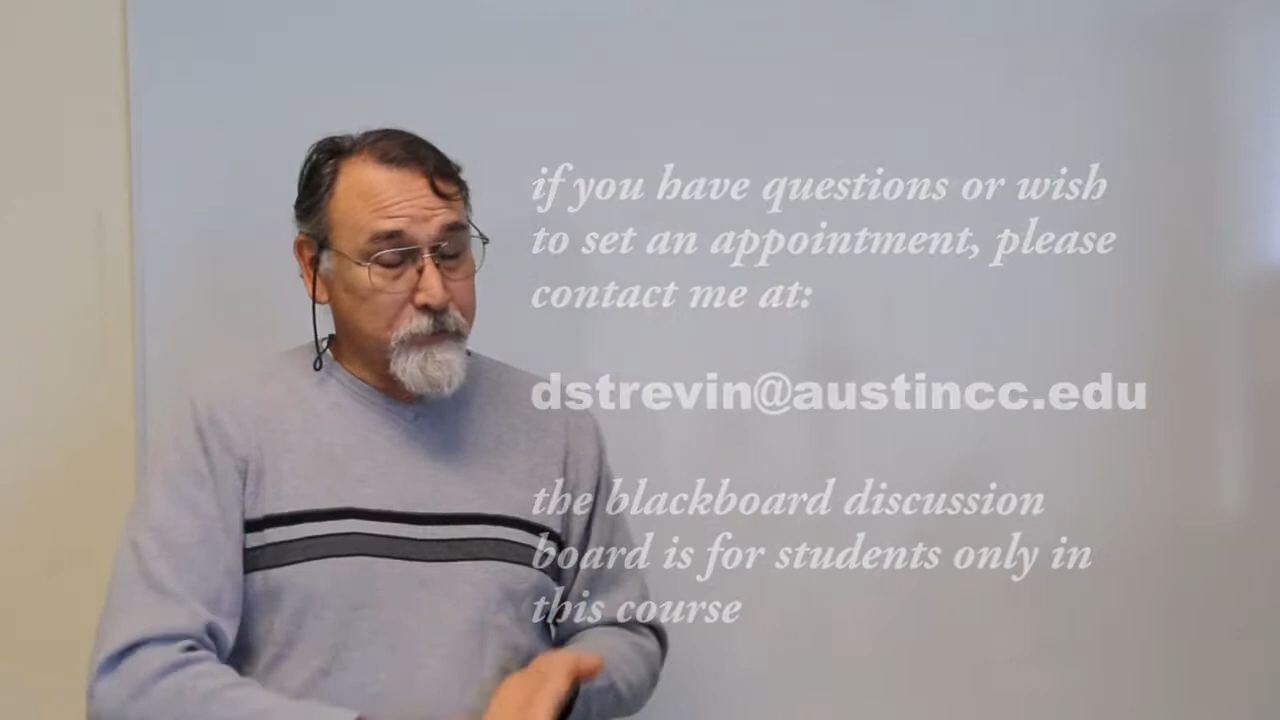 if you have questions or wish
to set an appointment, please
contact me at:
dstrevin@austincc.edu
the blackboard discussion
board is for students only in
this course